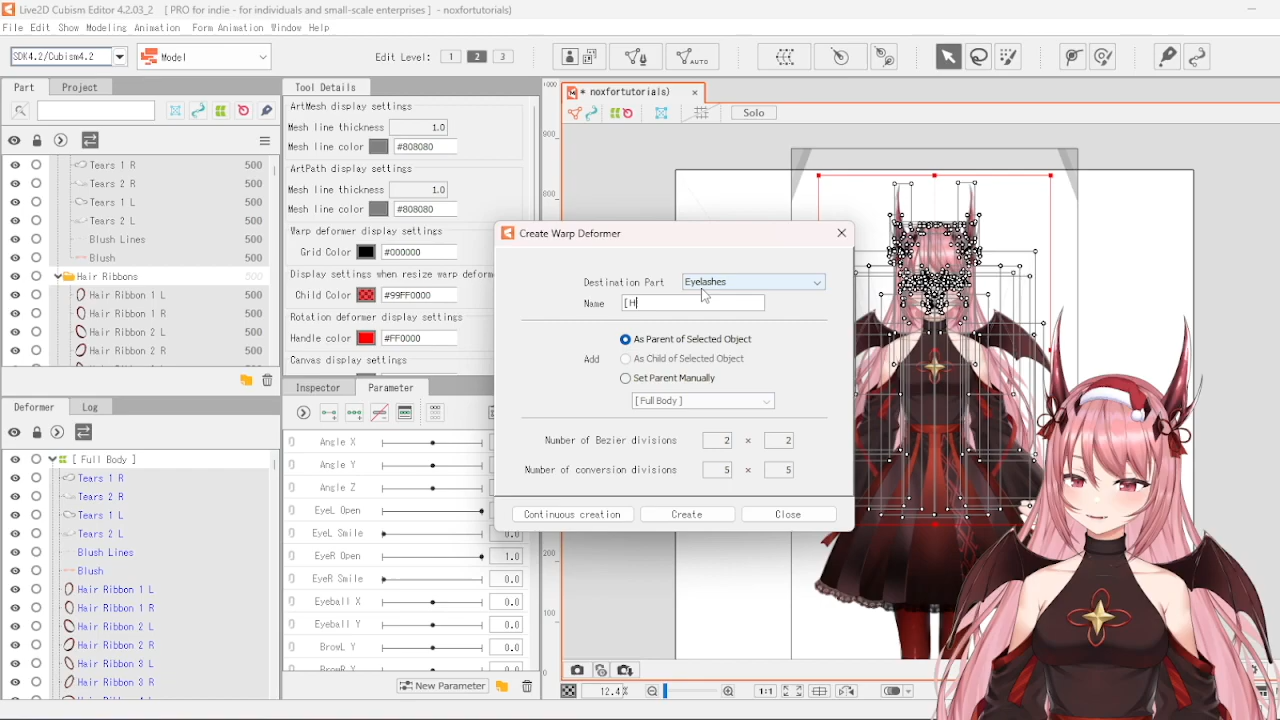 Live2D Cubism Editor 4.2.03_2    [ PRO for indie - for individuals and small-scale enterprises ]  - noxfortutorials)
File Edit Show Modeling Animation Form Animation Window Help
SDK4.2/Cubism4.2
Model
Edit Level: 1 2 3
AUTO
Part
Project
Tears 1 R 500
Tears 2 R 500
Tears 1 L 500
Tears 2 L 500
Blush Lines 500
Blush 500
Hair Ribbons 500
Hair Ribbon 1 L 500
Hair Ribbon 1 R 500
Hair Ribbon 2 L 500
Hair Ribbon 2 R 500
Deformer
Log
[ Full Body ]
Tears 1 R
Tears 2 R
Tears 1 L
Tears 2 L
Blush Lines
Blush
Hair Ribbon 1 L
Hair Ribbon 1 R
Hair Ribbon 2 L
Hair Ribbon 2 R
Hair Ribbon 3 L
Hair Ribbon 3 R
Tool Details
ArtMesh display settings
Mesh line thickness 1.0
Mesh line color #808080
ArtPath display settings
Mesh line thickness 1.0
Mesh line color #808080
Warp deformer display settings
Grid Color #000000
Display settings when resize warp deform
Child Color #99FF0000
Rotation deformer display settings
Handle color #FF0000
Canvas display settings
Inspector
Parameter
Angle X
Angle Y
Angle Z
EyeL Open
EyeL Smile 0.0
EyeR Open 1.0
EyeR Smile 0.0
Eyeball X 0.0
Eyeball Y 0.0
BrowL Y 0.0
BrowR Y
New Parameter
* noxfortutorials)
Solo
1000
900
800
200
100
0
12.4%
1:1
Create Warp Deformer
Destination Part Eyelashes
Name [H
As Parent of Selected Object
Add As Child of Selected Object
Set Parent Manually
[ Full Body ]
Number of Bezier divisions 2 x 2
Number of conversion divisions 5 x 5
Continuous creation Create Close